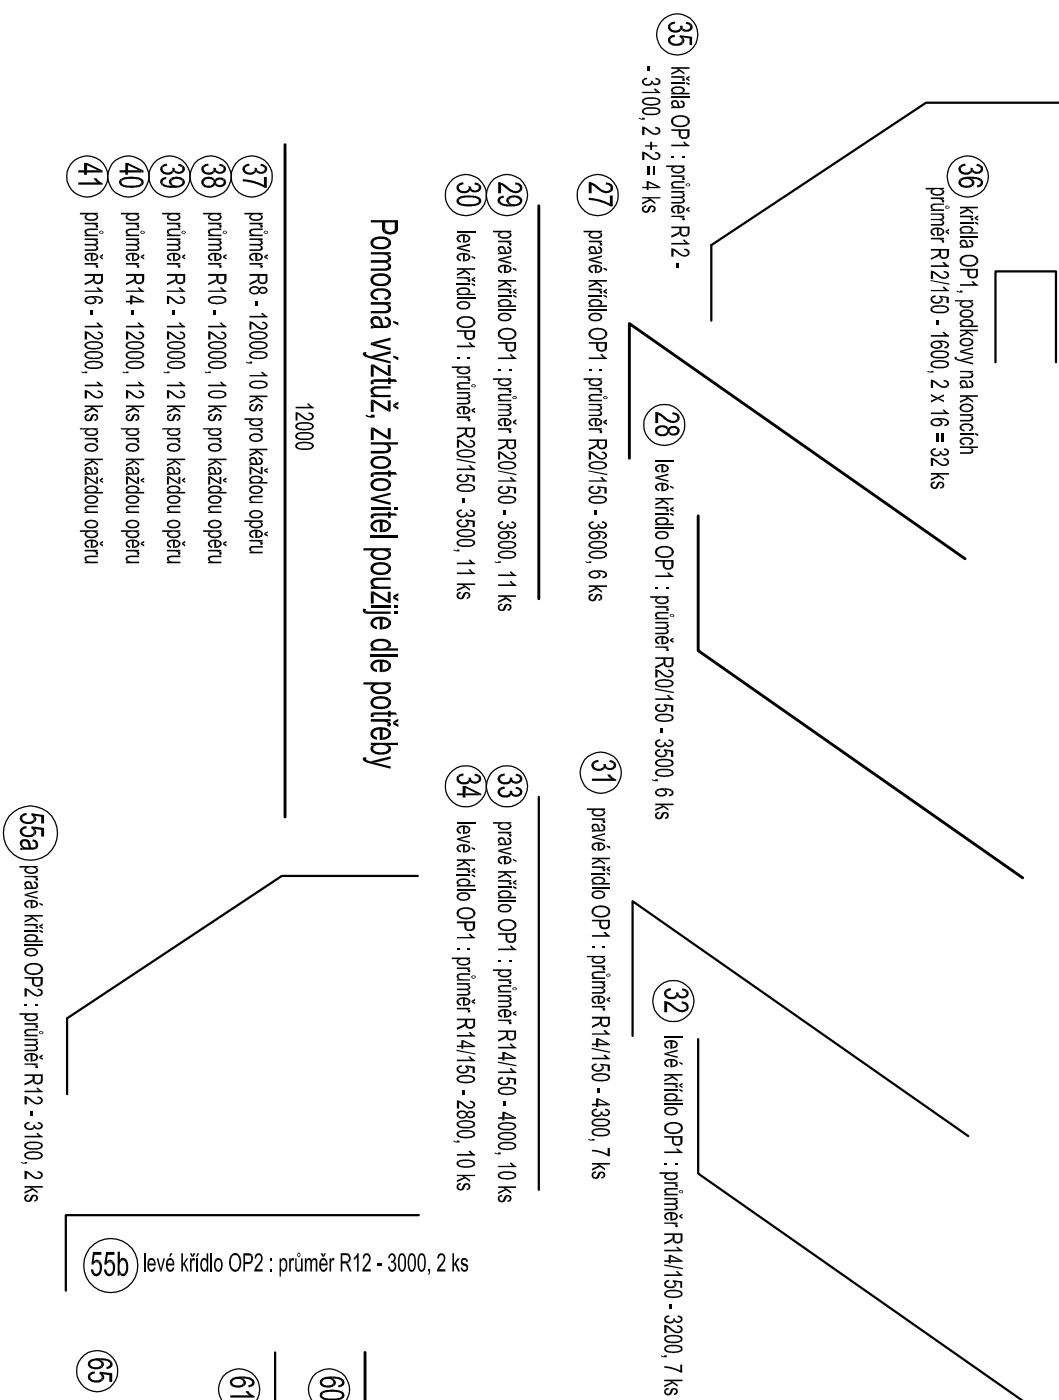 36 křídla OP1, podkovy na koncích
průměr R12/150 - 1600, 2 x 16 = 32 ks
35 křídla OP1 : průměr R12 -
- 3100, 2 +2 = 4 ks
28 levé křídlo OP1 : průměr R20/150 - 3500, 6 ks
27 pravé křídlo OP1 : průměr R20/150 - 3600, 6 ks
29 pravé křídlo OP1 : průměr R20/150 - 3600, 11 ks
30 levé křídlo OP1 : průměr R20/150 - 3500, 11 ks
32 levé křídlo OP1 : průměr R14/150 - 3200, 7 ks
31 pravé křídlo OP1 : průměr R14/150 - 4300, 7 ks
33 pravé křídlo OP1 : průměr R14/150 - 4000, 10 ks
34 levé křídlo OP1 : průměr R14/150 - 2800, 10 ks
Pomocná výztuž, zhotovitel použije dle potřeby
12000
37 průměr R8 - 12000, 10 ks pro každou opěru
38 průměr R10 - 12000, 10 ks pro každou opěru
39 průměr R12 - 12000, 12 ks pro každou opěru
40 průměr R14 - 12000, 12 ks pro každou opěru
41 průměr R16 - 12000, 12 ks pro každou opěru
55a pravé křídlo OP2 : průměr R12 - 3100, 2 ks
55b levé křídlo OP2 : průměr R12 - 3000, 2 ks
60
61
65